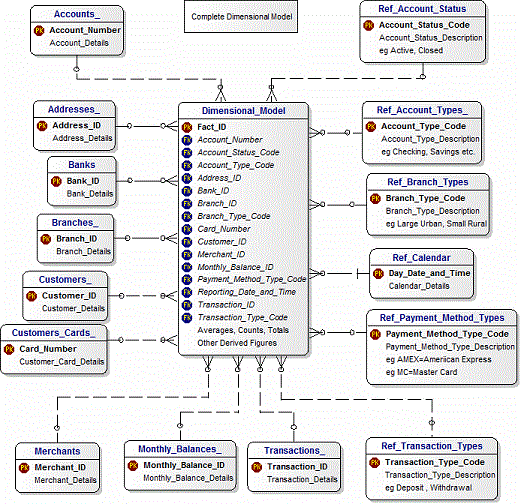 Accounts_
PK Account_Number
Account_Details
Complete Dimensional Model
Ref_Account_Status
PK Account_Status_Code
Account_Status_Description
eg Active, Closed
Addresses_
PK Address_ID
Address_Details
Banks
PK Bank_ID
Bank_Details
Branches_
PK Branch_ID
Branch_Details
Customers_
PK Customer_ID
Customer_Details
Customers_Cards_
PK Card_Number
Customer_Card_Details
Dimensional_Model
PK Fact_ID
FK Account_Number
FK Account_Status_Code
FK Account_Type_Code
FK Address_ID
FK Bank_ID
FK Branch_ID
FK Branch_Type_Code
FK Card_Number
FK Customer_ID
FK Merchant_ID
FK Monthly_Balance_ID
FK Payment_Method_Type_Code
FK Reporting_Date_and_Time
FK Transaction_ID
FK Transaction_Type_Code
Averages, Counts, Totals
Other Derived Figures
Ref_Account_Types_
PK Account_Type_Code
Account_Type_Description
eg Checking, Savings etc.
Ref_Branch_Types
PK Branch_Type_Code
Branch_Type_Description
eg Large Urban, Small Rural
Ref_Calendar
PK Day_Date_and_Time
Calendar_Details
Ref_Payment_Method_Types
PK Payment_Method_Type_Code
Payment_Method_Type_Description
eg AMEX=American Express
eg MC=Master Card
Merchants
PK Merchant_ID
Merchant_Details
Monthly_Balances_
PK Monthly_Balance_ID
Monthly_Balance_Details
Transactions_
PK Transaction_ID
Transaction_Details
Ref_Transaction_Types
PK Transaction_Type_Code
Transaction_Type_Description
eg Deposit , Withdrawal